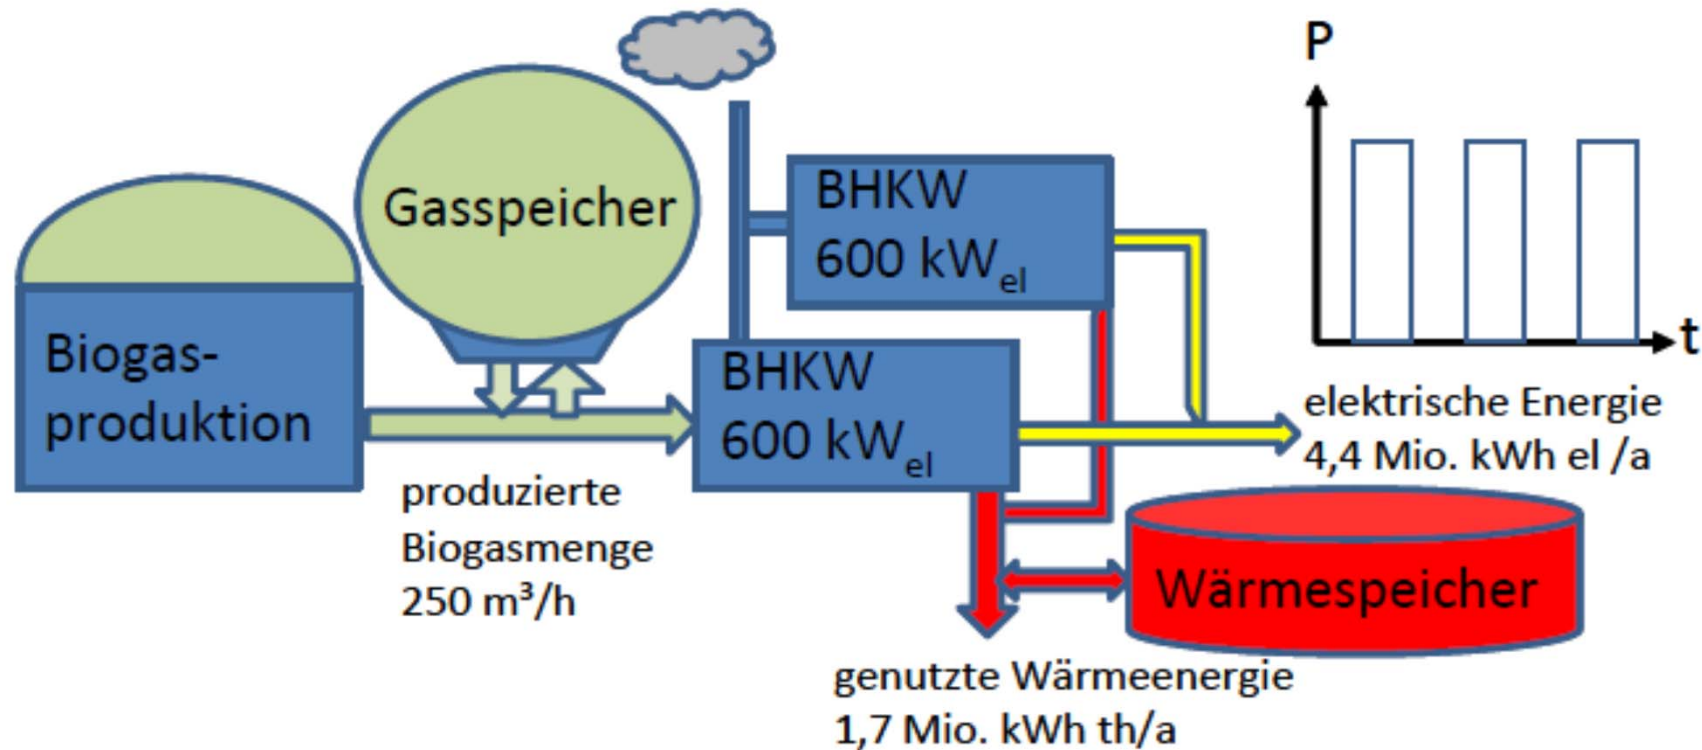 P
BHKW
600 kWel
Gasspeicher
t
Biogas-
produktion
BHKW
600 kWel
elektrische Energie
4,4 Mio. kWh el /a
produzierte
Biogasmenge
250 m³/h
Wärmespeicher
genutzte Wärmeenergie
1,7 Mio. kWh th/a